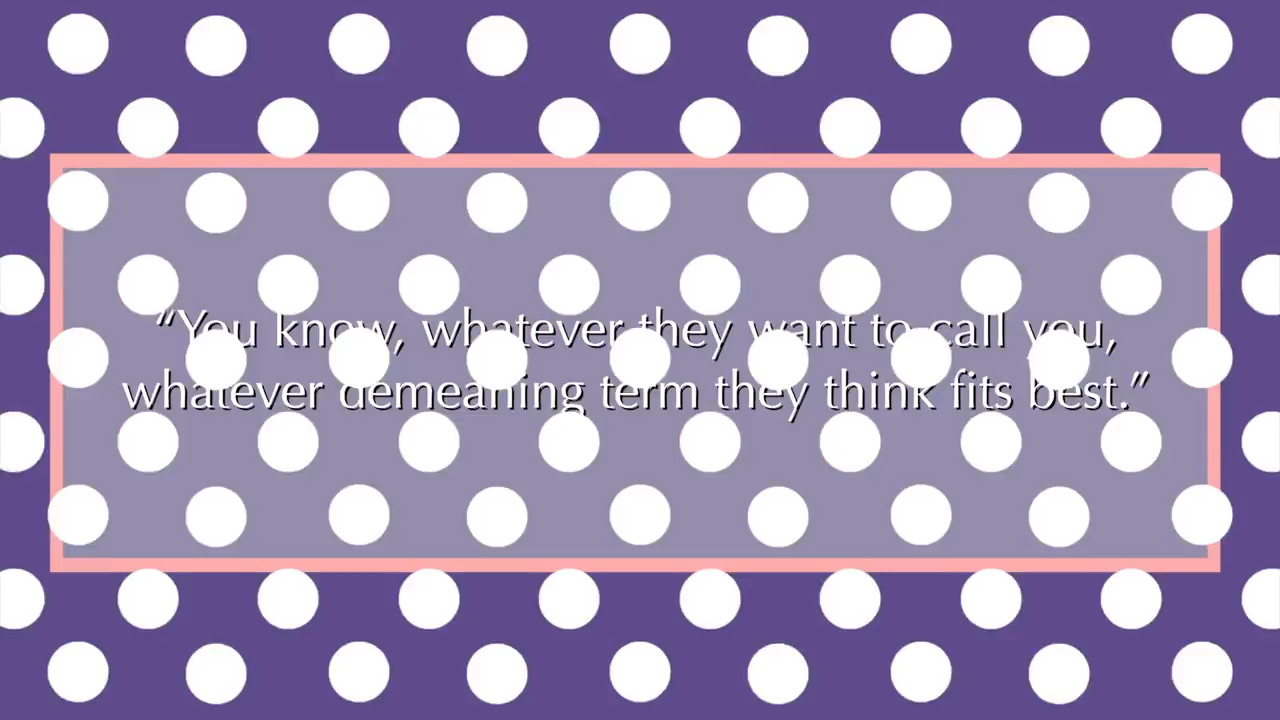 “You know, whatever they want to call you,
whatever demeaning term they think fits best.”